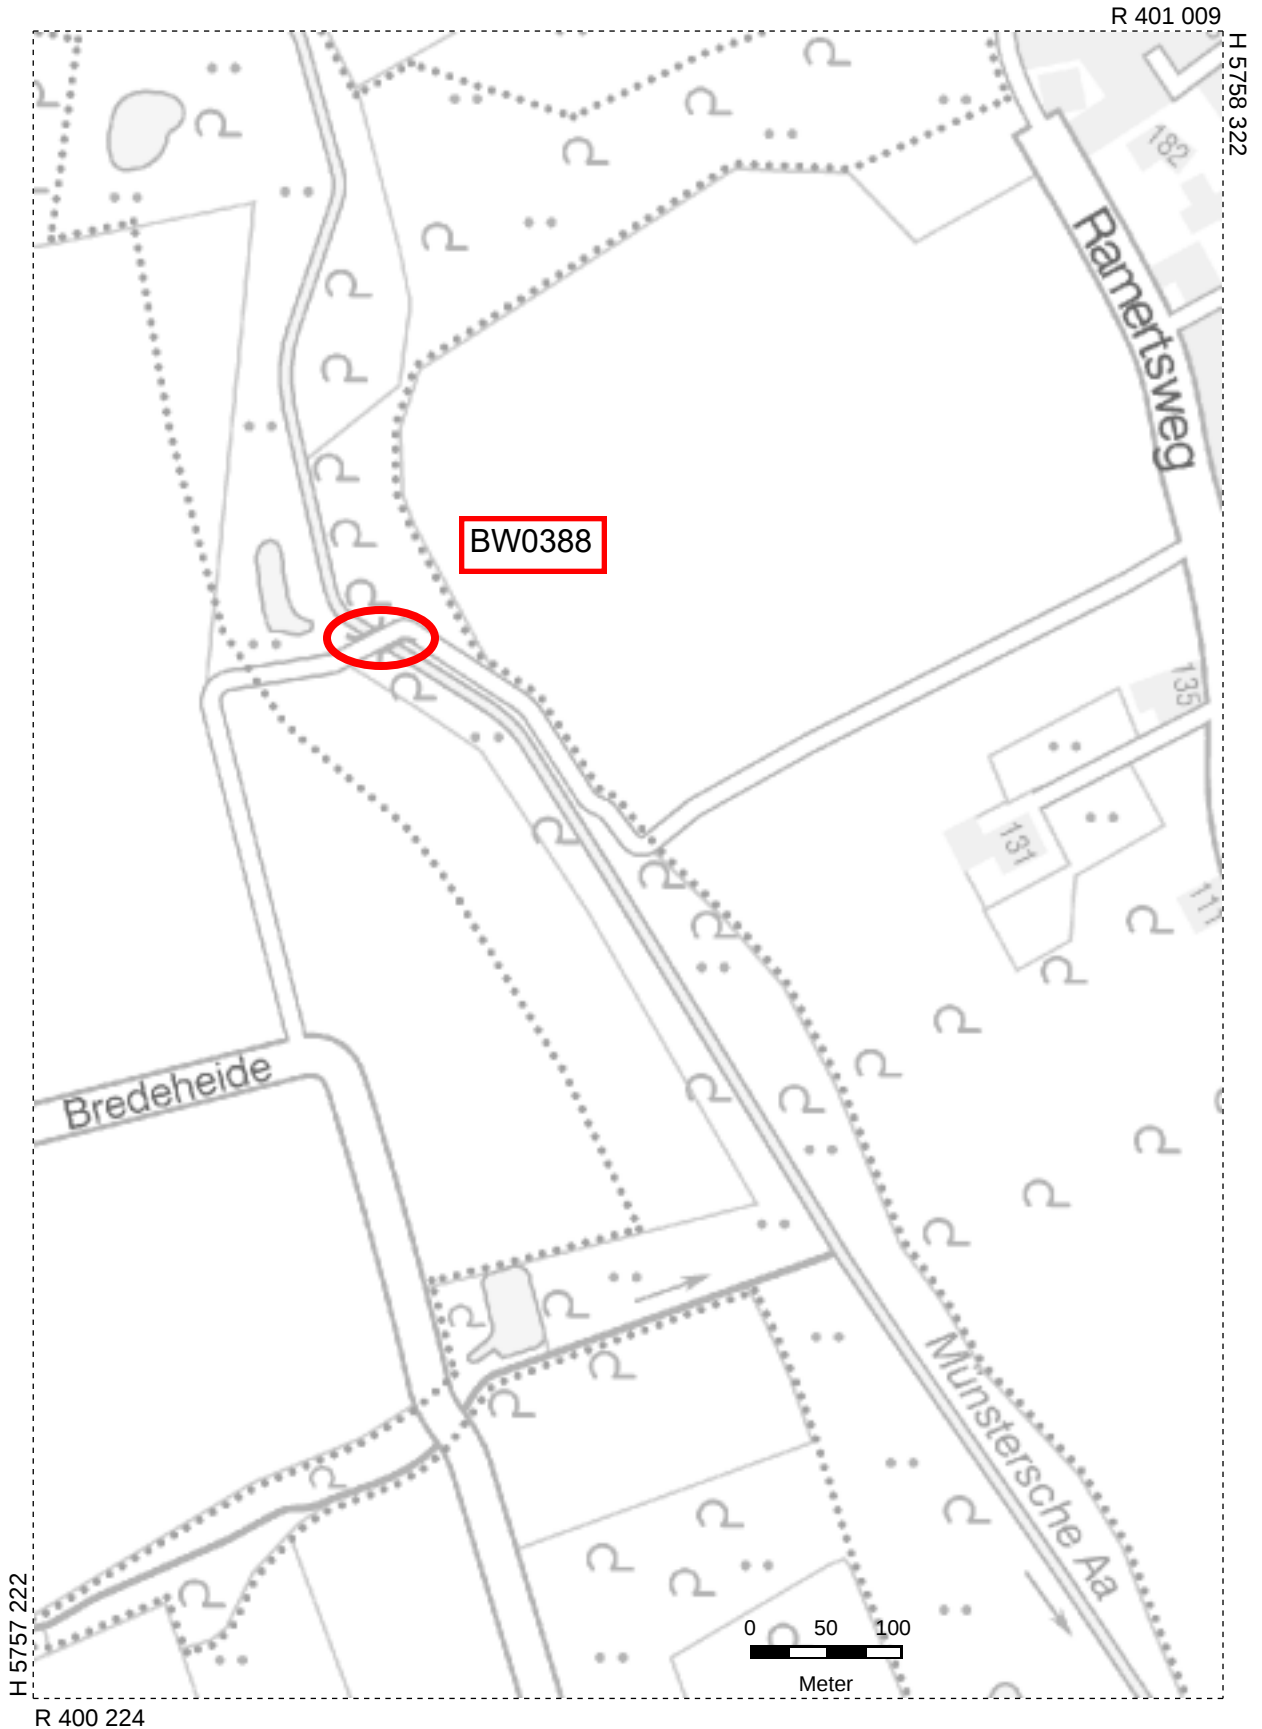 R 401 009
H 5758 322
182
Ramertsweg
BW0388
135
131
111
Bredeheide
Münstersche Aa
H 5757 222
0 50 100
Meter
R 400 224